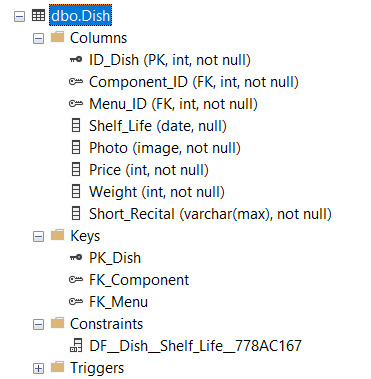 dbo.Dish
Columns
ID_Dish (PK, int, not null)
Component_ID (FK, int, not null)
Menu_ID (FK, int, not null)
Shelf_Life (date, null)
Photo (image, not null)
Price (int, not null)
Weight (int, not null)
Short_Recital (varchar(max), not null)
Keys
PK_Dish
FK_Component
FK_Menu
Constraints
DF__Dish__Shelf_Life__778AC167
Triggers